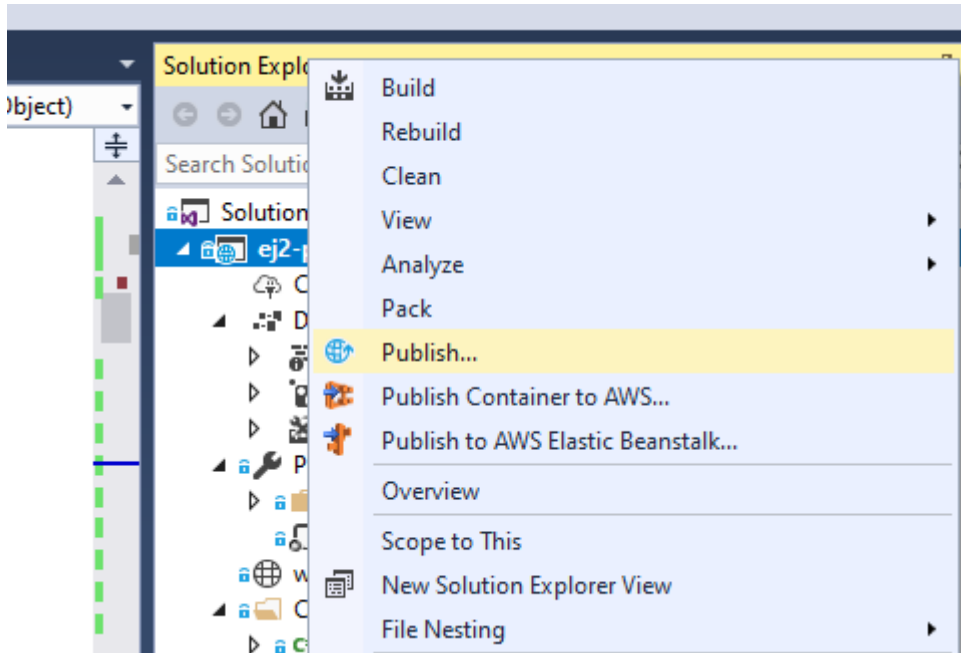 Solution Explo
bject)
Search Solutio
Solution
ej2-p
C
D
P
w
C
C
Build
Rebuild
Clean
View
Analyze
Pack
Publish...
Publish Container to AWS...
Publish to AWS Elastic Beanstalk...
Overview
Scope to This
New Solution Explorer View
File Nesting